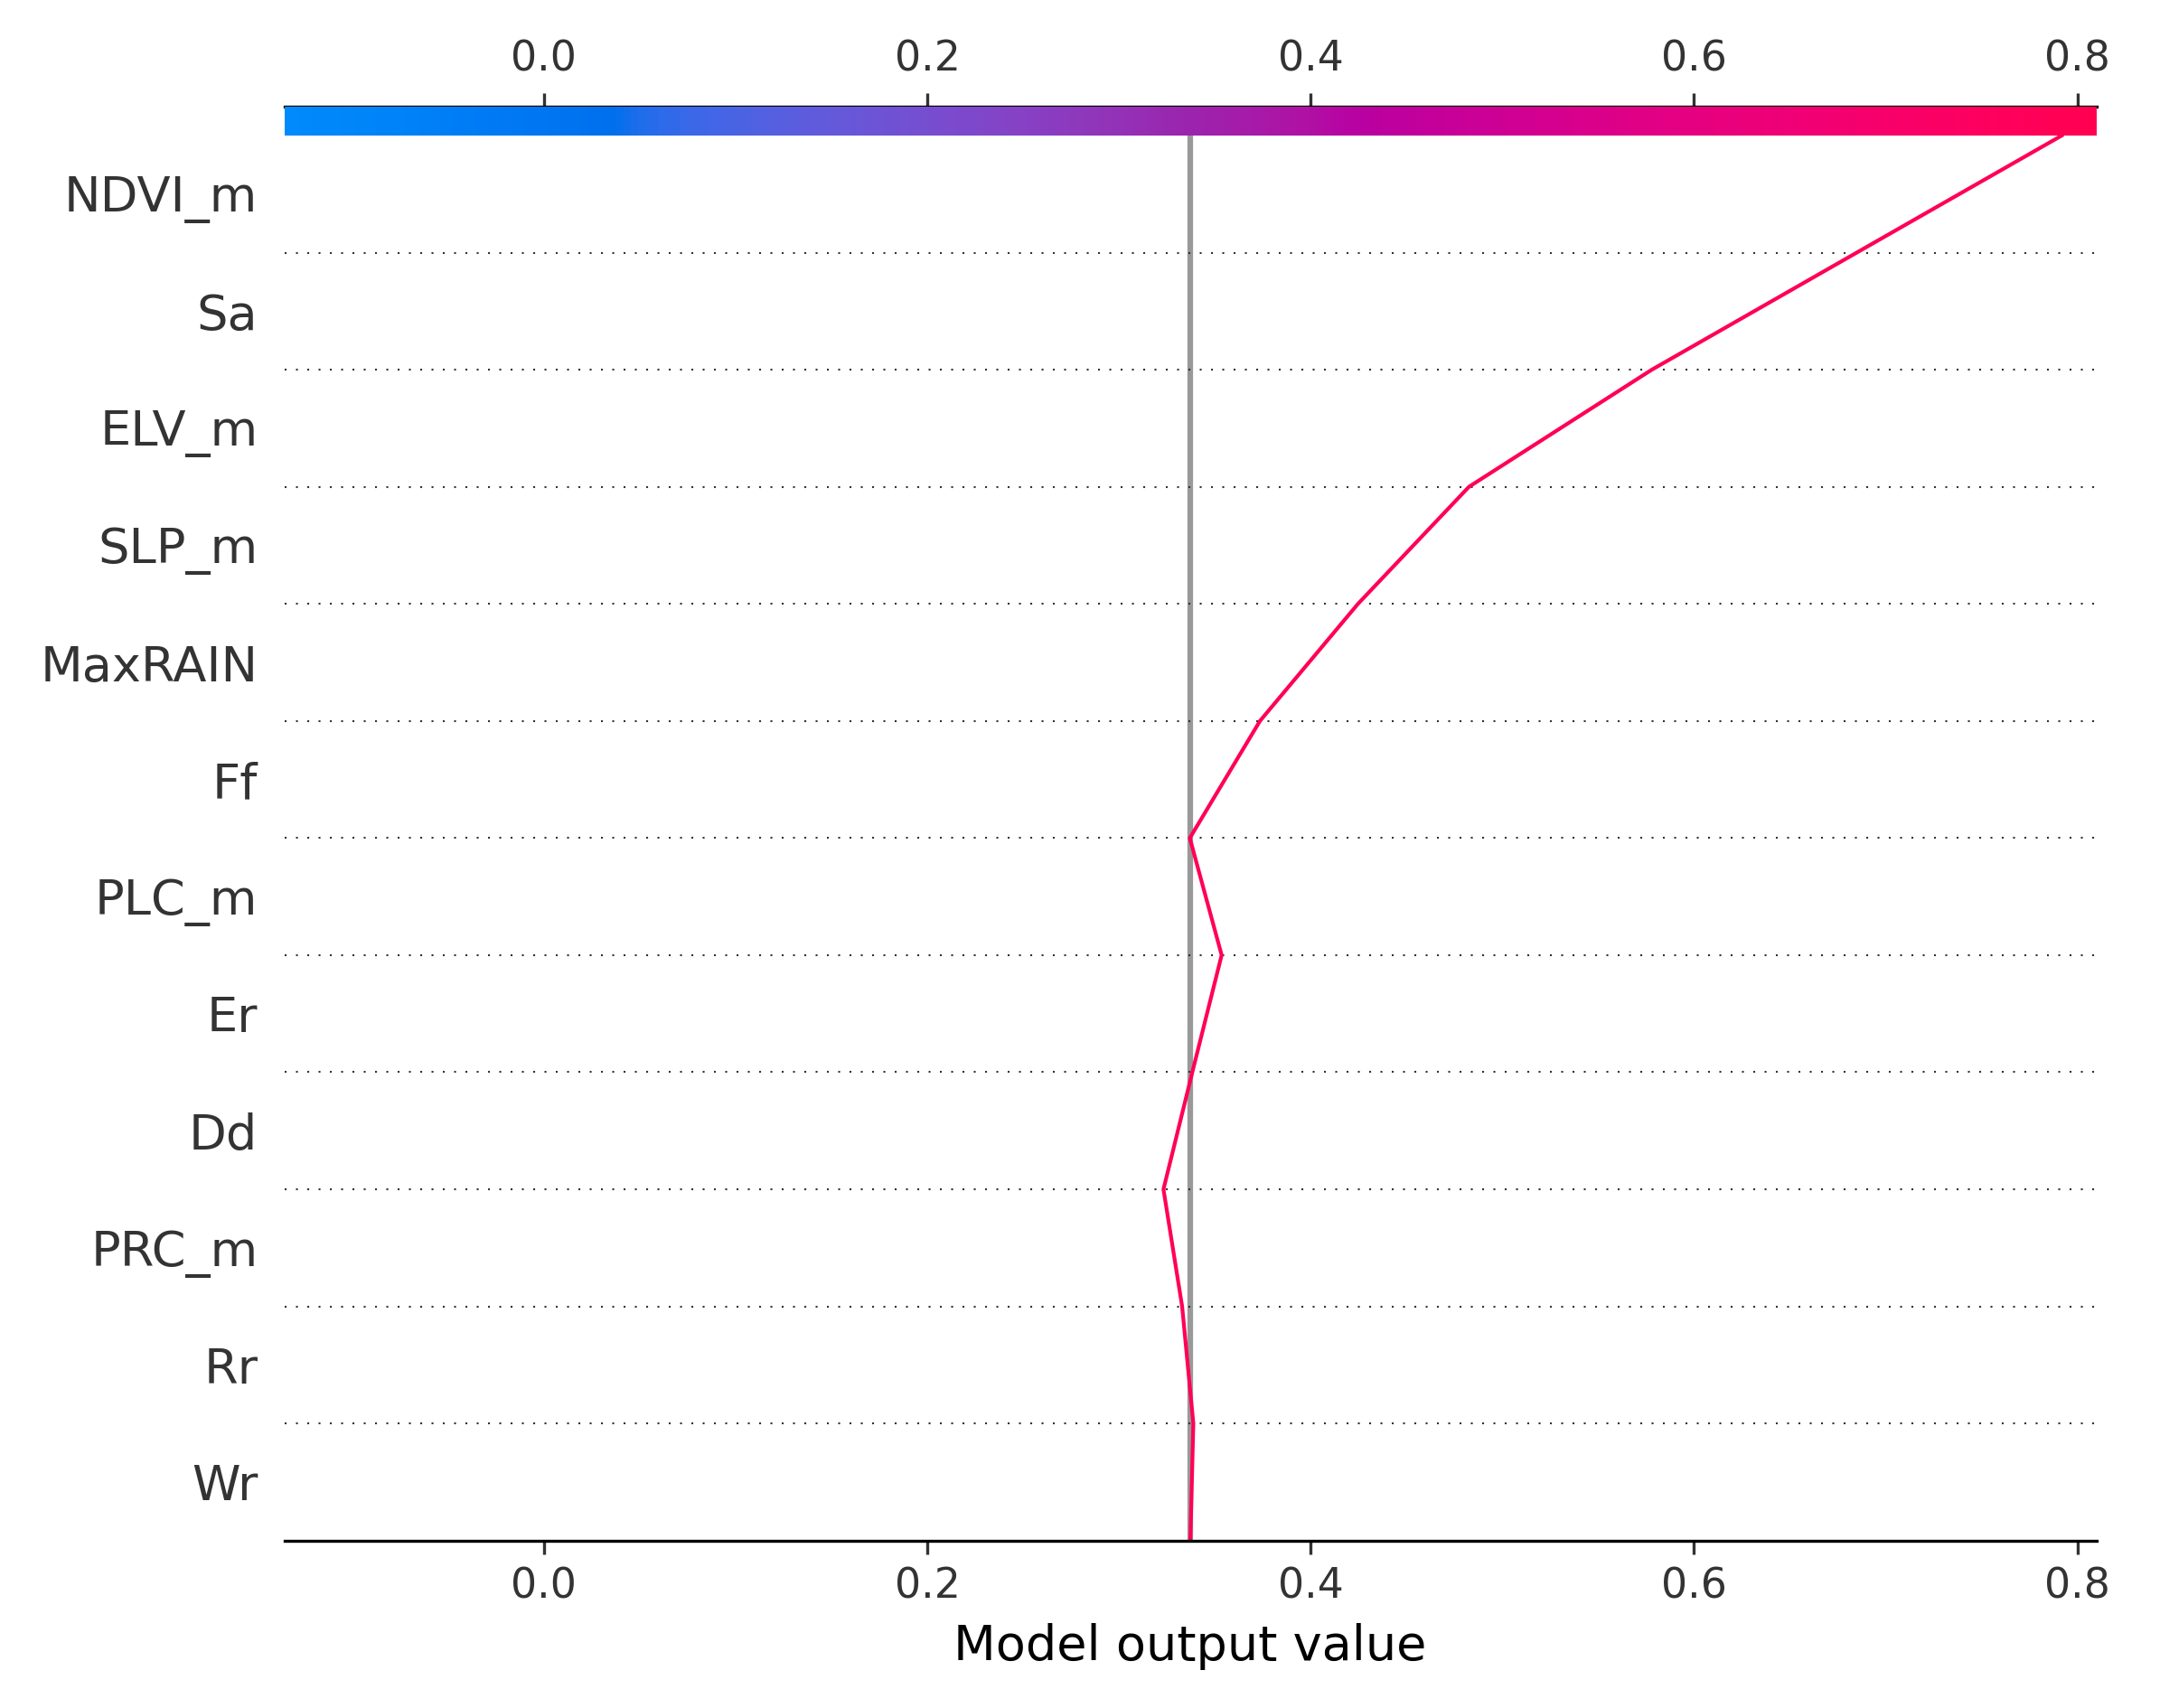 0.0 0.2 0.4 0.6 0.8
NDVI_m
Sa
ELV_m
SLP_m
MaxRAIN
Ff
PLC_m
Er
Dd
PRC_m
Rr
Wr
0.0 0.2 0.4 0.6 0.8
Model output value